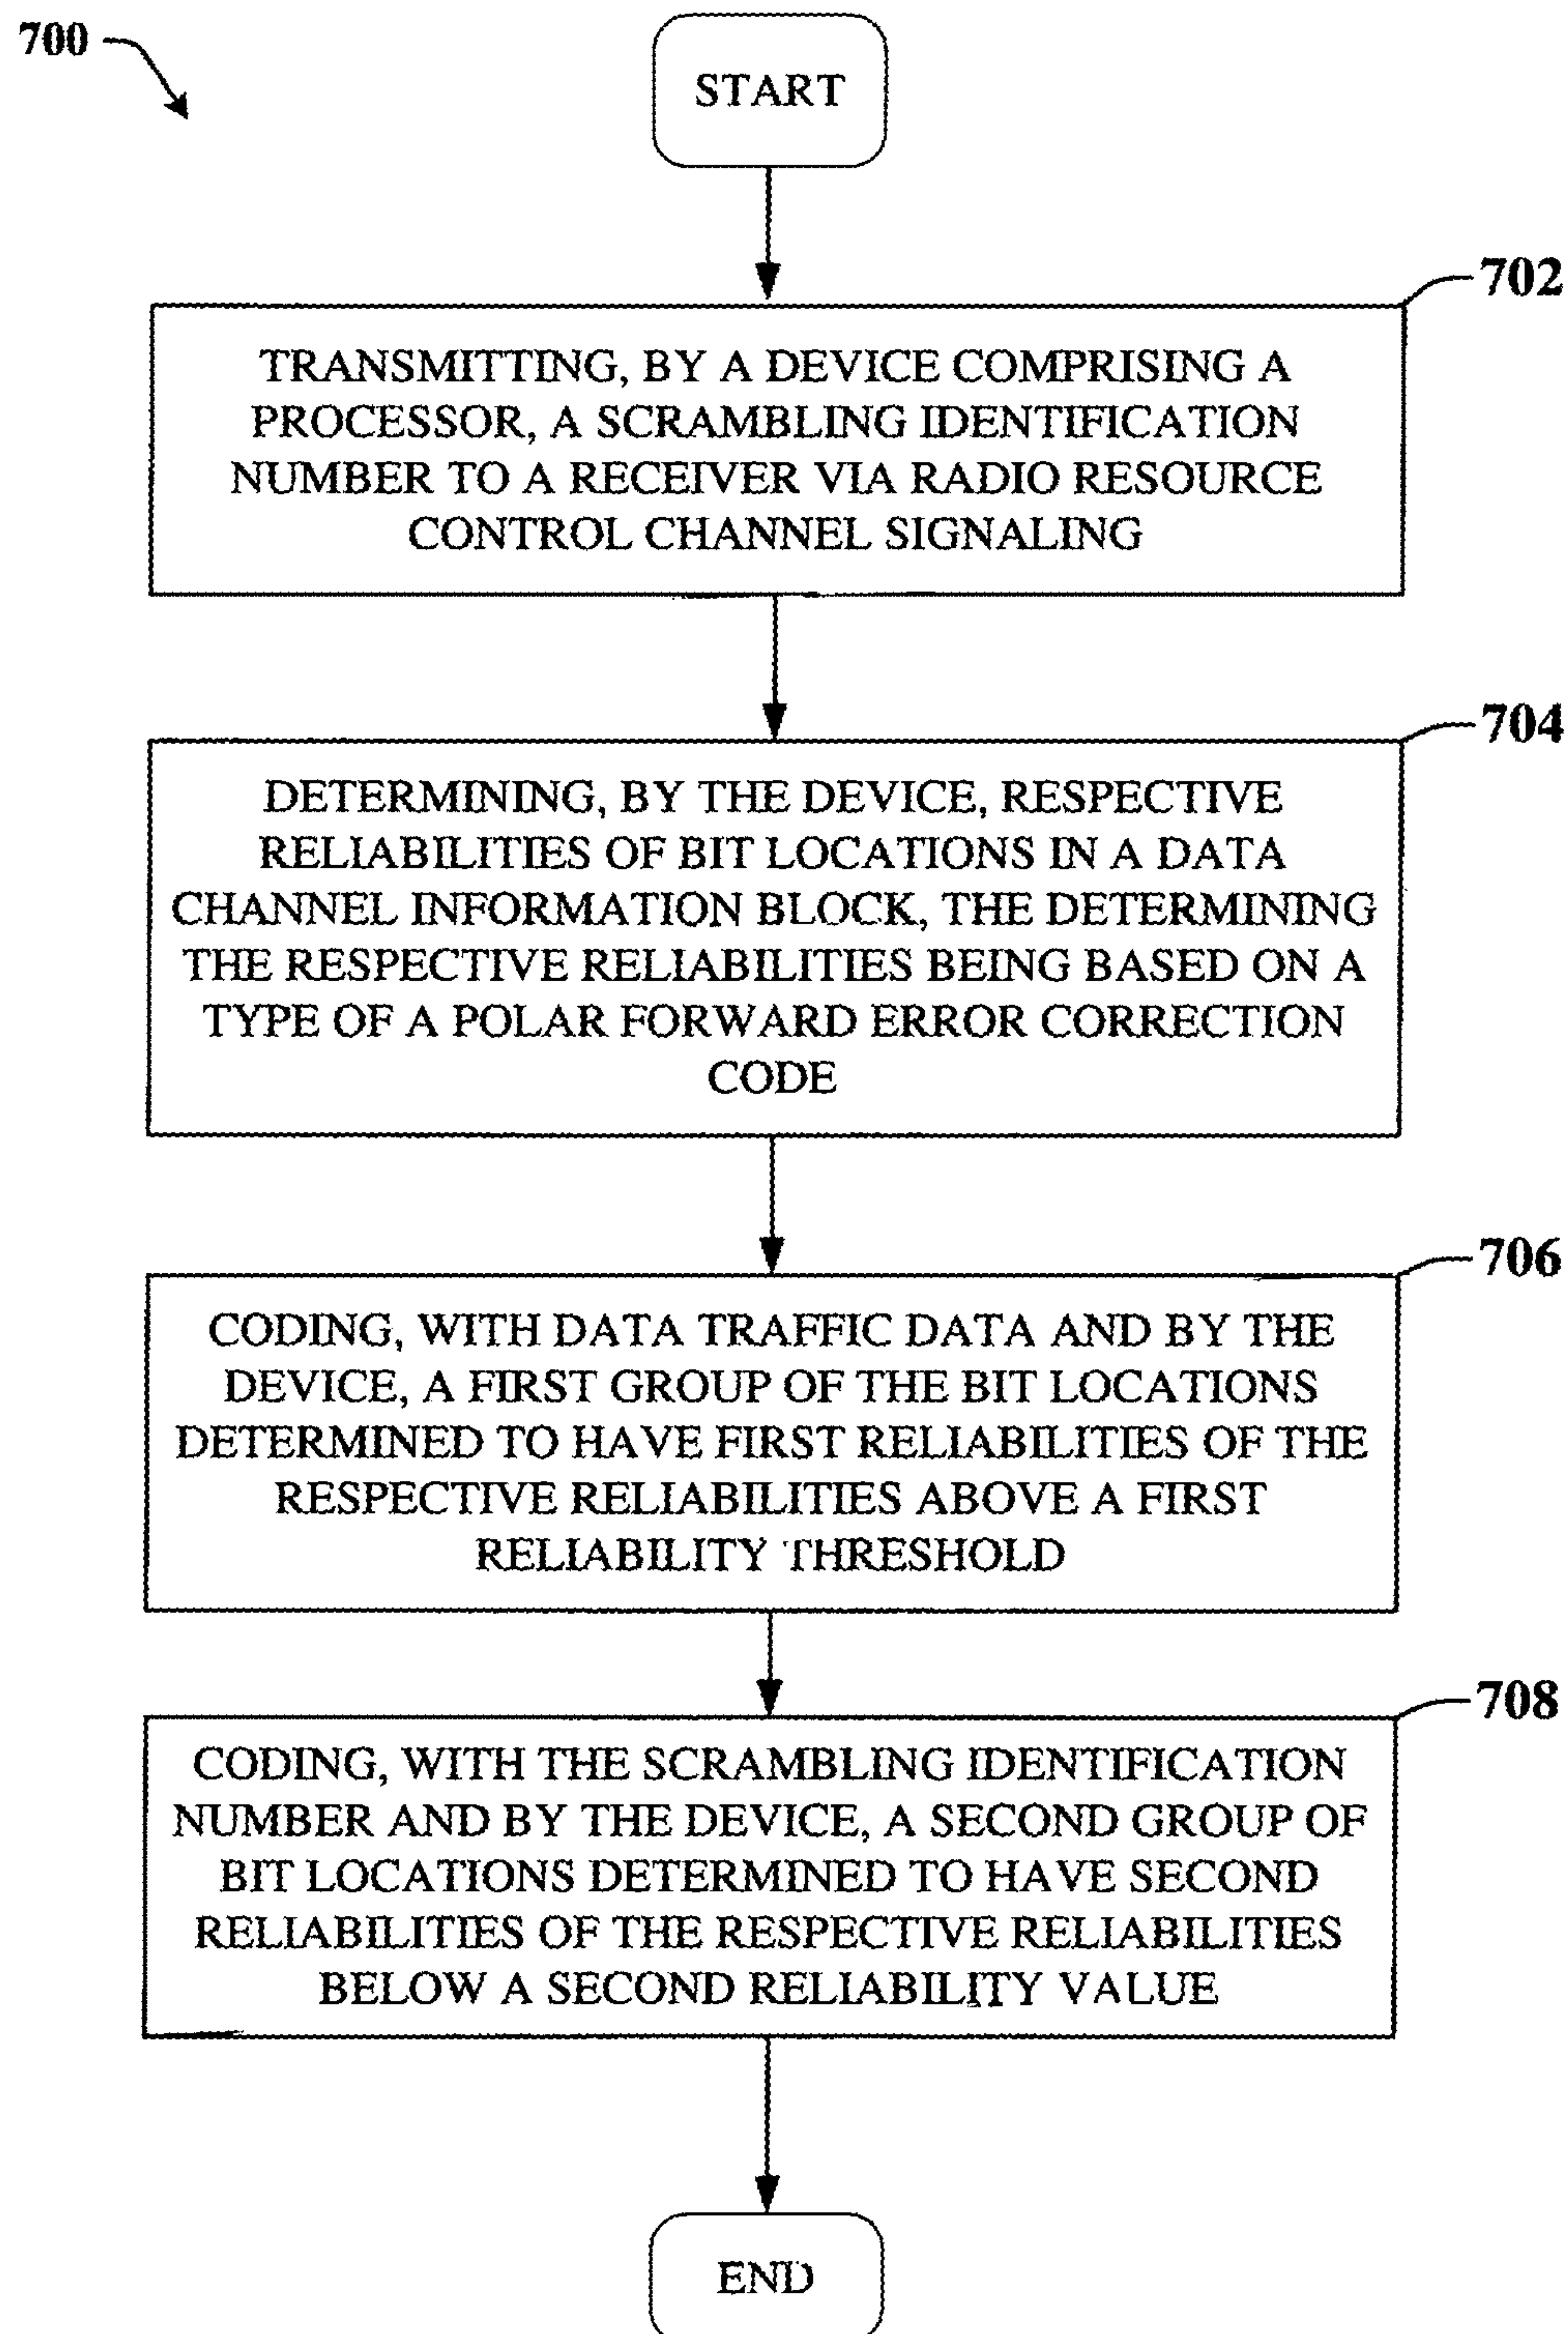 700
START
702
TRANSMITTING, BY A DEVICE COMPRISING A
PROCESSOR, A SCRAMBLING IDENTIFICATION
NUMBER TO A RECEIVER VIA RADIO RESOURCE
CONTROL CHANNEL SIGNALING
704
DETERMINING, BY THE DEVICE, RESPECTIVE
RELIABILITIES OF BIT LOCATIONS IN A DATA
CHANNEL INFORMATION BLOCK, THE DETERMINING
THE RESPECTIVE RELIABILITIES BEING BASED ON A
TYPE OF A POLAR FORWARD ERROR CORRECTION
CODE
706
CODING, WITH DATA TRAFFIC DATA AND BY THE
DEVICE, A FIRST GROUP OF THE BIT LOCATIONS
DETERMINED TO HAVE FIRST RELIABILITIES OF THE
RESPECTIVE RELIABILITIES ABOVE A FIRST
RELIABILITY THRESHOLD
708
CODING, WITH THE SCRAMBLING IDENTIFICATION
NUMBER AND BY THE DEVICE, A SECOND GROUP OF
BIT LOCATIONS DETERMINED TO HAVE SECOND
RELIABILITIES OF THE RESPECTIVE RELIABILITIES
BELOW A SECOND RELIABILITY VALUE
END